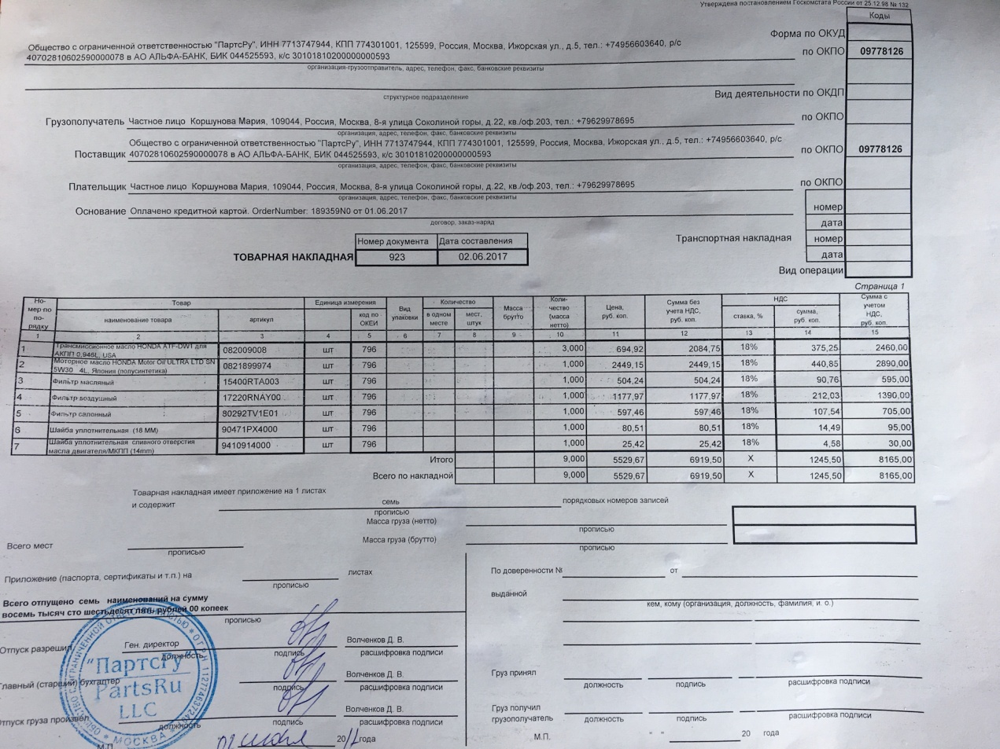 Утверждена постановлением Госкомстата России от 25.12.98 № 132
Коды
Форма по ОКУД
Общество с ограниченной ответственностью "ПартсРу", ИНН 7713747944, КПП 774301001, 125599, Россия, Москва, Ижорская ул., д.5, тел.: +74956603640, р/с
по ОКПО 09778126
40702810602590000078 в АО АЛЬФА-БАНК, БИК 044525593, к/с 30101810200000000593
организация-грузоотправитель, адрес, телефон, факс, банковские реквизиты
структурное подразделение
Вид деятельности по ОКДП
Грузополучатель Частное лицо Коршунова Мария, 109044, Россия, Москва, 8-я улица Соколиной горы, д.22, кв./оф.203, тел.: +79629978695
по ОКПО
организация, адрес, телефон, факс, банковские реквизиты
Общество с ограниченной ответственностью "ПартсРу", ИНН 7713747944, КПП 774301001, 125599, Россия, Москва, Ижорская ул., д.5, тел.: +74956603640, р/с
Поставщик 40702810602590000078 в АО АЛЬФА-БАНК, БИК 044525593, к/с 30101810200000000593
по ОКПО 09778126
организация, адрес, телефон, факс, банковские реквизиты
Плательщик Частное лицо Коршунова Мария, 109044, Россия, Москва, 8-я улица Соколиной горы, д.22, кв./оф.203, тел.: +79629978695
по ОКПО
организация, адрес, телефон, факс, банковские реквизиты
Основание Оплачено кредитной картой. OrderNumber: 189359N0 от 01.06.2017
номер
договор, заказ-наряд
дата
Номер документа Дата составления
Транспортная накладная номер
ТОВАРНАЯ НАКЛАДНАЯ 923 02.06.2017
дата
Вид операции
Страница 1
Но-мер по по-рядку Товар Единица измерения Вид упаковки Количество Масса брутто Коли-чество (масса нетто) Цена, руб. коп. Сумма без учета НДС, руб. коп. НДС Сумма с учетом НДС, руб. коп.
наименование товара артикул код по ОКЕИ в одном месте мест, штук ставка, % сумма, руб. коп.
1 2 3 4 5 6 7 8 9 10 11 12 13 14 15
1 Трансмиссионное масло HONDA ATF-DW1 для АКПП 0,946L, USA 082009008 шт 796 3,000 694,92 2084,75 18% 375,25 2460,00
2 Моторное масло HONDA Motor Oil ULTRA LTD SN 5W30 4L, Япония (полусинтетика) 0821899974 шт 796 1,000 2449,15 2449,15 18% 440,85 2890,00
3 Фильтр масляный 15400RTA003 шт 796 1,000 504,24 504,24 18% 90,76 595,00
4 Фильтр воздушный 17220RNAY00 шт 796 1,000 1177,97 1177,97 18% 212,03 1390,00
5 Фильтр салонный 80292TV1E01 шт 796 1,000 597,46 597,46 18% 107,54 705,00
6 Шайба уплотнительная (18 ММ) 90471PX4000 шт 796 1,000 80,51 80,51 18% 14,49 95,00
7 Шайба уплотнительная сливного отверстия масла двигателя/МКПП (14mm) 9410914000 шт 796 1,000 25,42 25,42 18% 4,58 30,00
Итого 9,000 5529,67 6919,50 X 1245,50 8165,00
Всего по накладной 9,000 5529,67 6919,50 X 1245,50 8165,00
Товарная накладная имеет приложение на 1 листах
и содержит семь порядковых номеров записей
прописью
Масса груза (нетто)
прописью
Всего мест Масса груза (брутто)
прописью прописью
Приложение (паспорта, сертификаты и т.п.) на листах
прописью
По доверенности № от
выданной
кем, кому (организация, должность, фамилия, и. о.)
Всего отпущено семь наименований на сумму
восемь тысяч сто шестьдесят пять рублей 00 копеек
прописью
Отпуск разрешил Ген. директор Волченков Д. В.
должность подпись расшифровка подписи
Главный (старший) бухгалтер Волченков Д. В.
подпись расшифровка подписи
Отпуск груза произвел Волченков Д. В.
должность подпись расшифровка подписи
М.П. 2017 года
Груз принял
должность подпись расшифровка подписи
Груз получил
грузополучатель
должность подпись расшифровка подписи
М.П. " " 20 года
"ПартсРу"
PartsRu
LLC
МОСКВА